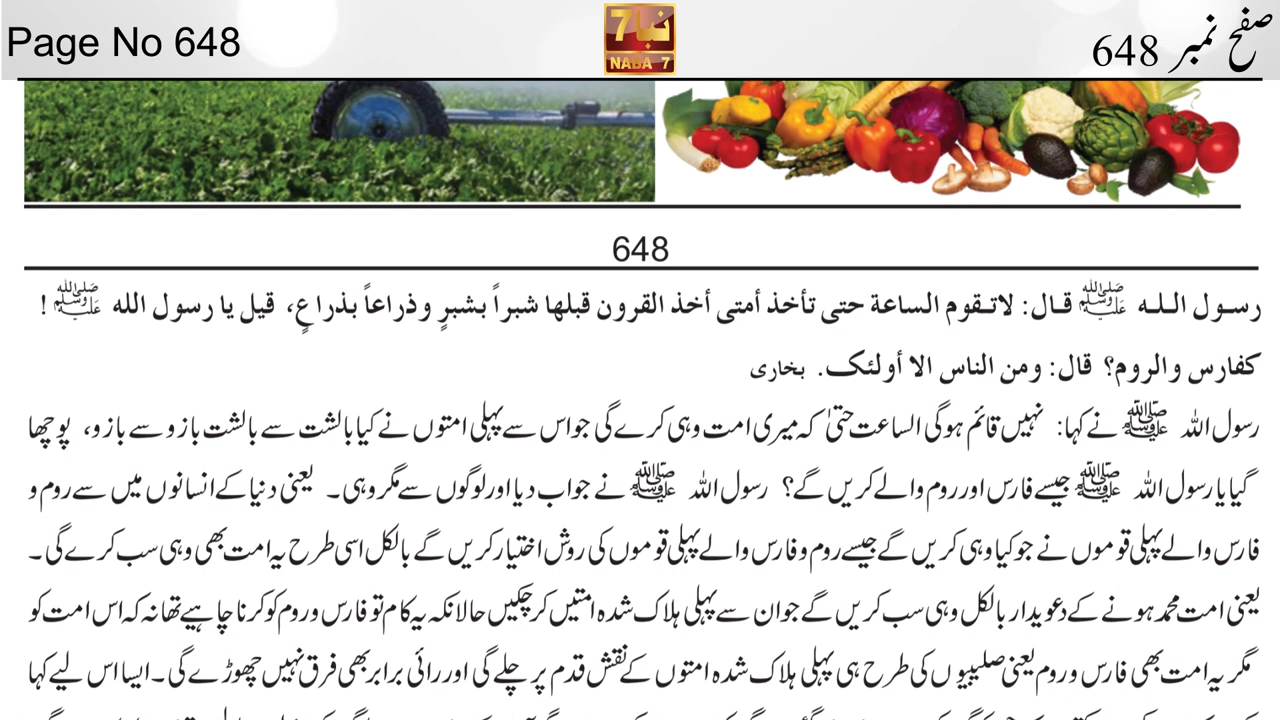 Page No 648
نبا 7
NABA 7
صفح نمبر 648
648
رسول الله ﷺ قال: لاتقوم الساعة حتى تأخذ أمتى أخذ القرون قبلها شبراً بشبرٍ وذراعاً بذراعٍ، قيل يا رسول الله ﷺ !
كفارس والروم؟ قال: ومن الناس الا أولئک. بخاری
رسول اللہ ﷺ نے کہا: نہیں قائم ہوگی الساعت حتیٰ کہ میری امت وہی کرے گی جو اس سے پہلی امتوں نے کیا بالشت سے بالشت بازو سے بازو، پوچھا
گیا یا رسول اللہ ﷺ جیسے فارس اور روم والے کریں گے؟ رسول اللہ ﷺ نے جواب دیا اور لوگوں سے مگر وہی۔ یعنی دنیا کے انسانوں میں سے روم و
فارس والے پہلی قوموں نے جو کیا وہی کریں گے جیسے روم و فارس والے پہلی قوموں کی روش اختیار کریں گے بالکل اسی طرح یہ امت بھی وہی سب کرے گی۔
یعنی امت محمد ہونے کے دعویدار بالکل وہی سب کریں گے جو ان سے پہلی ہلاک شدہ امتیں کر چکیں حالانکہ یہ کام تو فارس و روم کو کرنا چاہیے تھا نہ کہ اس امت کو
مگر یہ امت بھی فارس و روم یعنی صلیبیوں کی طرح ہی پہلی ہلاک شدہ امتوں کے نقش قدم پر چلے گی اور رائی برابر بھی فرق نہیں چھوڑے گی۔ ایسا اس لیے کہا